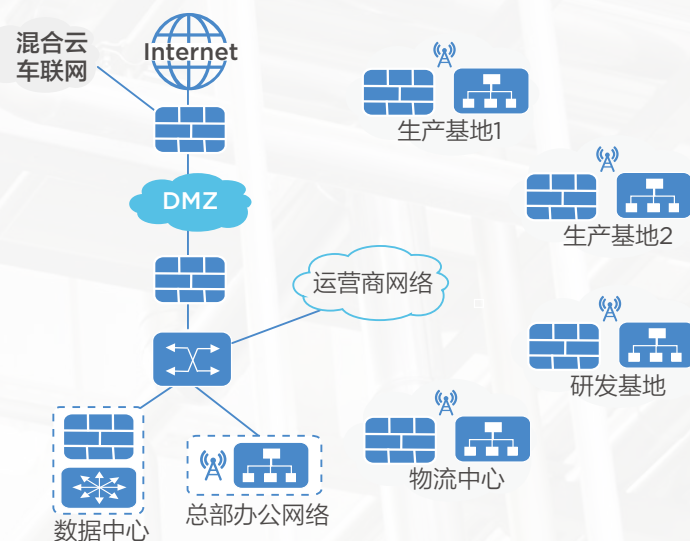 混合云
车联网
Internet
生产基地1
DMZ
生产基地2
运营商网络
研发基地
物流中心
总部办公网络
数据中心